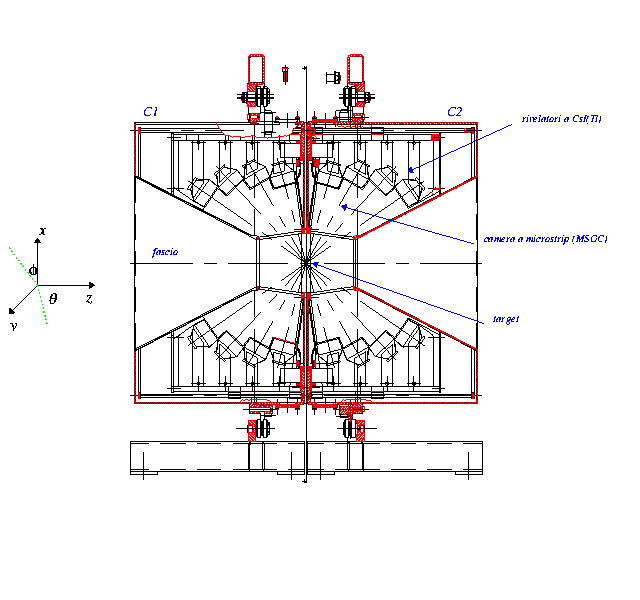 C1
C2
rivelatori a CsI(Tl)
camera a microstrip (MSGC)
fascio
x
ϕ
θ
z
y
target